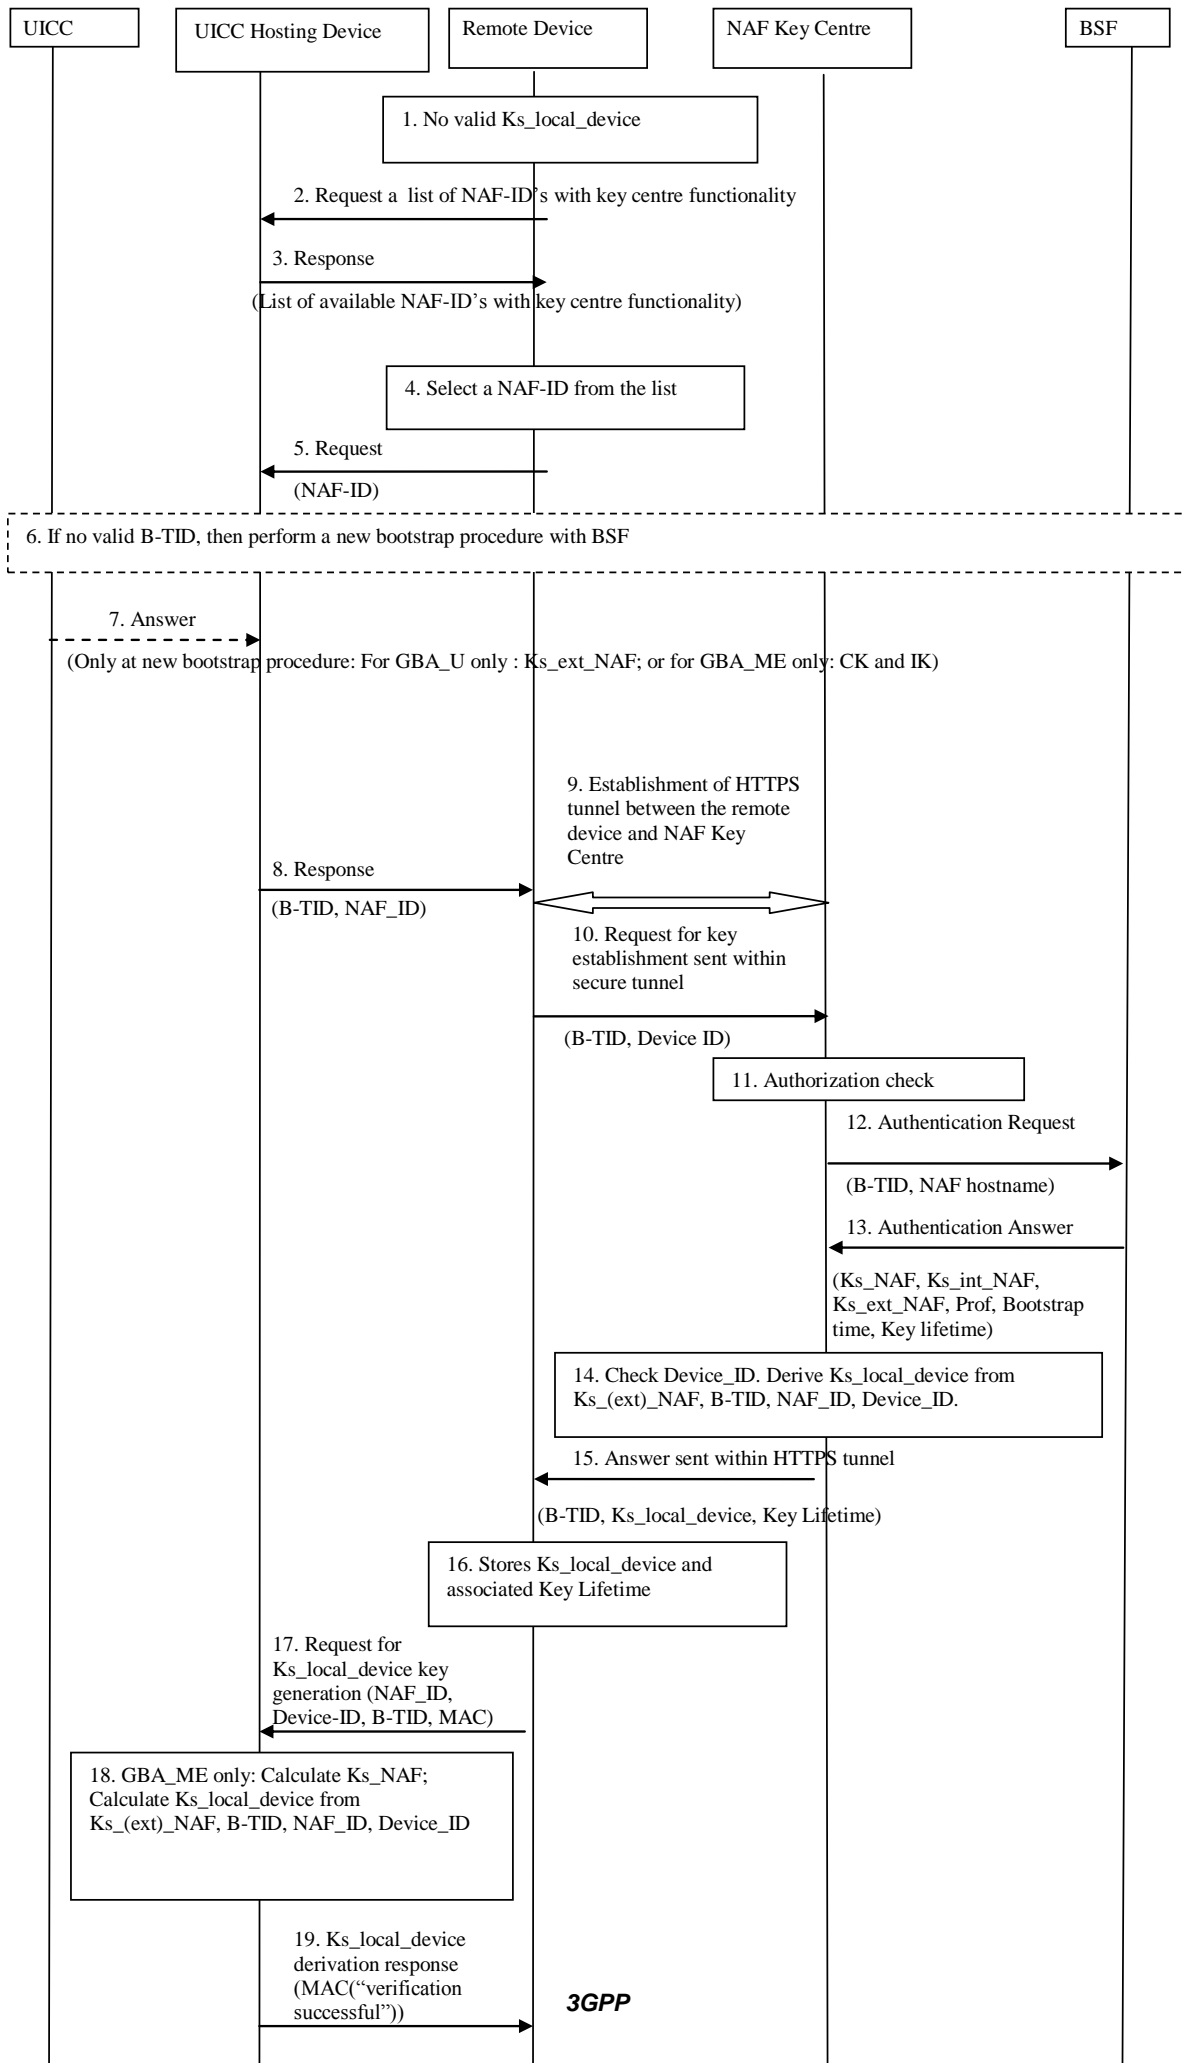 UICC
UICC Hosting Device
Remote Device
NAF Key Centre
BSF
1. No valid Ks_local_device
2. Request a list of NAF-ID's with key centre functionality
3. Response
(List of available NAF-ID's with key centre functionality)
4. Select a NAF-ID from the list
5. Request
(NAF-ID)
6. If no valid B-TID, then perform a new bootstrap procedure with BSF
7. Answer
(Only at new bootstrap procedure: For GBA_U only : Ks_ext_NAF; or for GBA_ME only: CK and IK)
8. Response
(B-TID, NAF_ID)
9. Establishment of HTTPS
tunnel between the remote
device and NAF Key
Centre
10. Request for key
establishment sent within
secure tunnel
(B-TID, Device ID)
11. Authorization check
12. Authentication Request
(B-TID, NAF hostname)
13. Authentication Answer
(Ks_NAF, Ks_int_NAF,
Ks_ext_NAF, Prof, Bootstrap
time, Key lifetime)
14. Check Device_ID. Derive Ks_local_device from
Ks_(ext)_NAF, B-TID, NAF_ID, Device_ID.
15. Answer sent within HTTPS tunnel
(B-TID, Ks_local_device, Key Lifetime)
16. Stores Ks_local_device and
associated Key Lifetime
17. Request for
Ks_local_device key
generation (NAF_ID,
Device-ID, B-TID, MAC)
18. GBA_ME only: Calculate Ks_NAF;
Calculate Ks_local_device from
Ks_(ext)_NAF, B-TID, NAF_ID, Device_ID
19. Ks_local_device
derivation response
(MAC(“verification
successful”))
3GPP